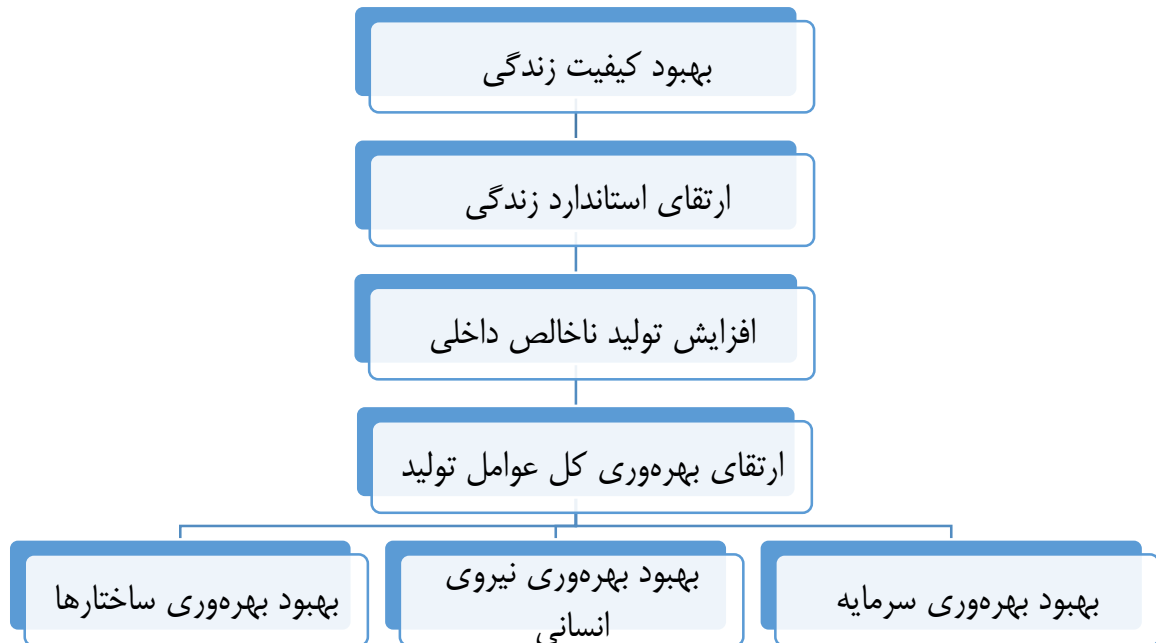 بهبود کیفیت زندگی
ارتقای استاندارد زندگی
افزایش تولید ناخالص داخلی
ارتقای بهره‌وری کل عوامل تولید
بهبود بهره‌وری سرمایه
بهبود بهره‌وری نیروی
انسانی
بهبود بهره‌وری ساختارها